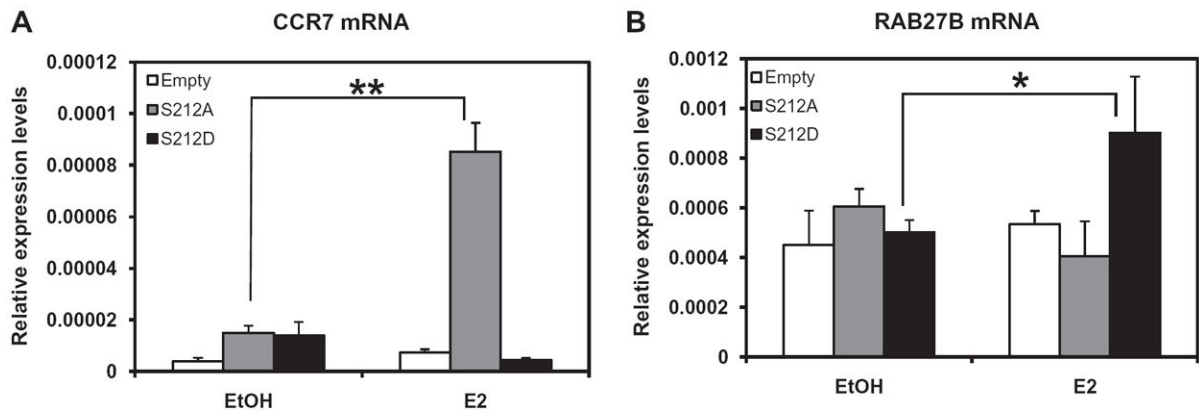 A
CCR7 mRNA
Relative expression levels
0.00012
0.0001
0.00008
0.00006
0.00004
0.00002
0
Empty
S212A
S212D
**
EtOH
E2
B
RAB27B mRNA
Relative expression levels
0.0012
0.001
0.0008
0.0006
0.0004
0.0002
0
Empty
S212A
S212D
*
EtOH
E2